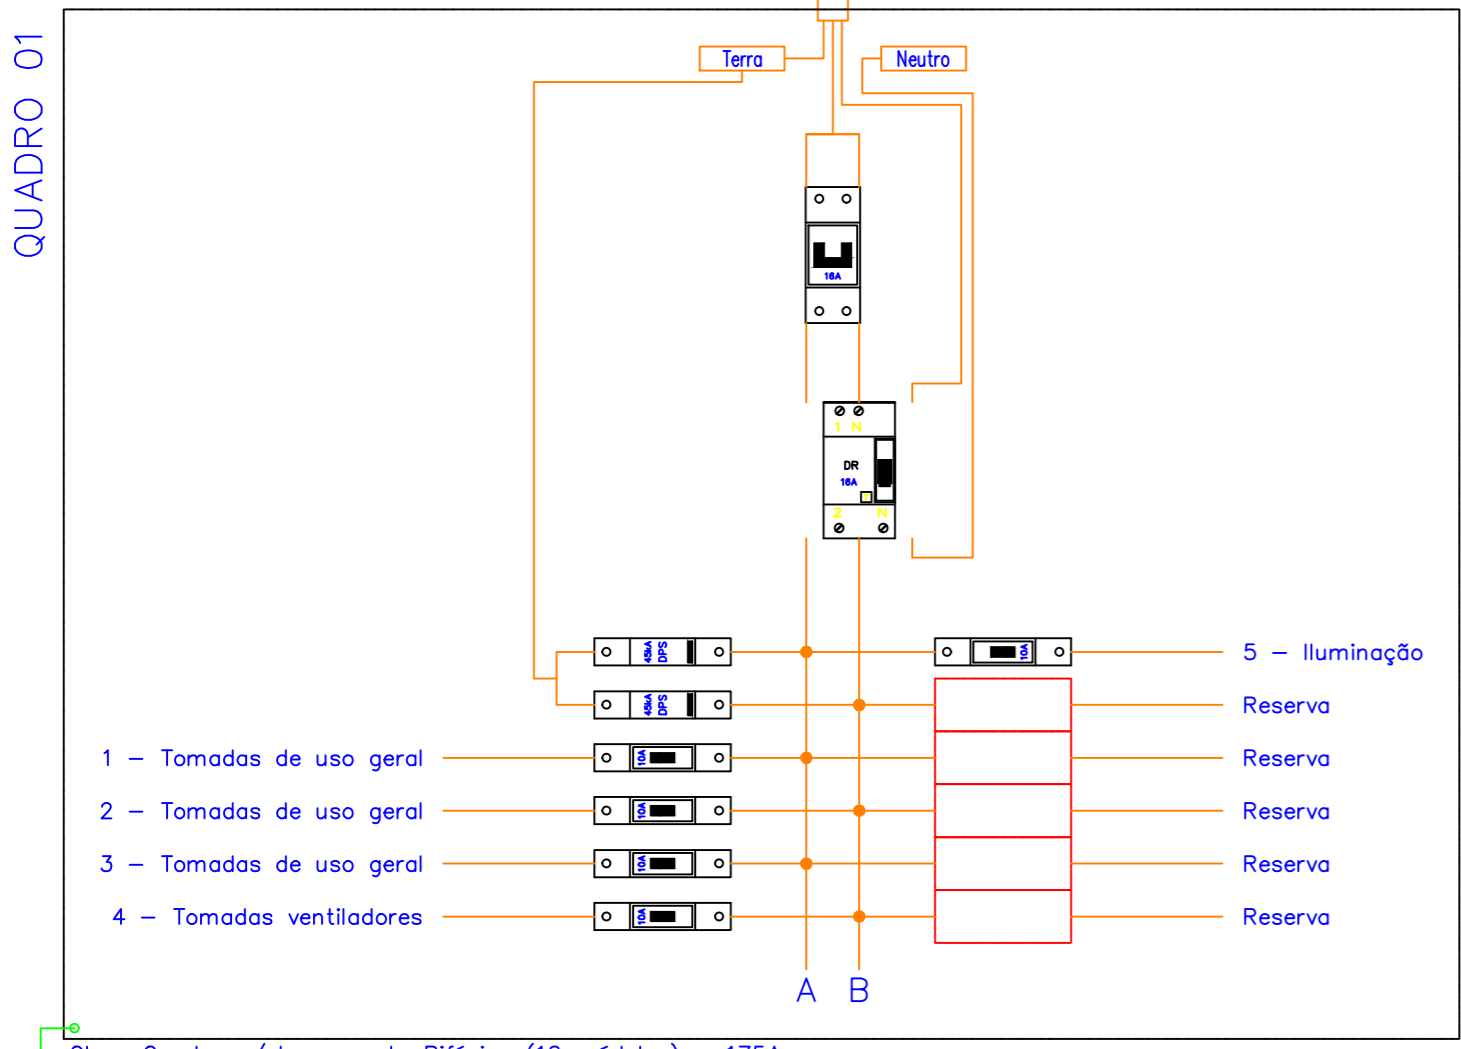 QUADRO 01
Terra
Neutro
16A
1 N
DR
16A
T
2 N
45kA
DPS
10A
5 - Iluminação
45kA
DPS
Reserva
1 - Tomadas de uso geral
10A
Reserva
2 - Tomadas de uso geral
10A
Reserva
3 - Tomadas de uso geral
10A
Reserva
4 - Tomadas ventiladores
10A
Reserva
A B
175A